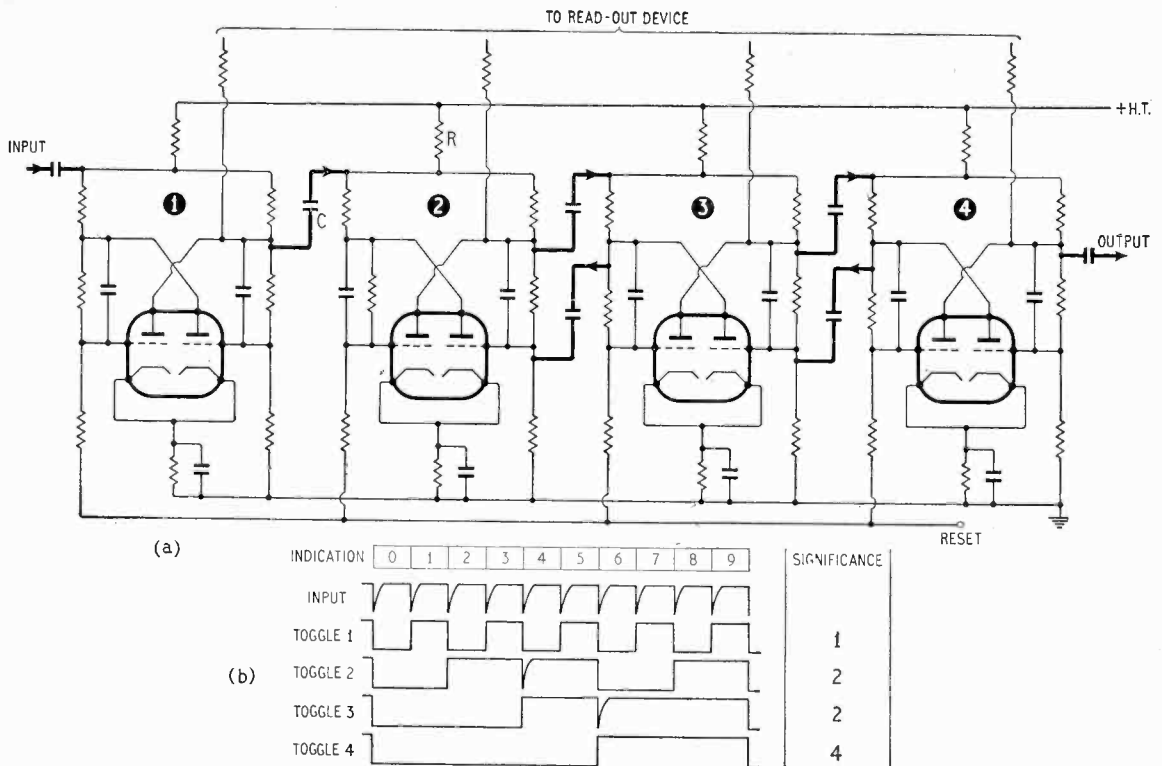 TO READ-OUT DEVICE
+H.T.
INPUT
R
1
2
3
4
C
OUTPUT
RESET
(a)
INDICATION 0 1 2 3 4 5 6 7 8 9 SIGNIFICANCE
INPUT
TOGGLE 1 1
(b) TOGGLE 2 2
TOGGLE 3 2
TOGGLE 4 4